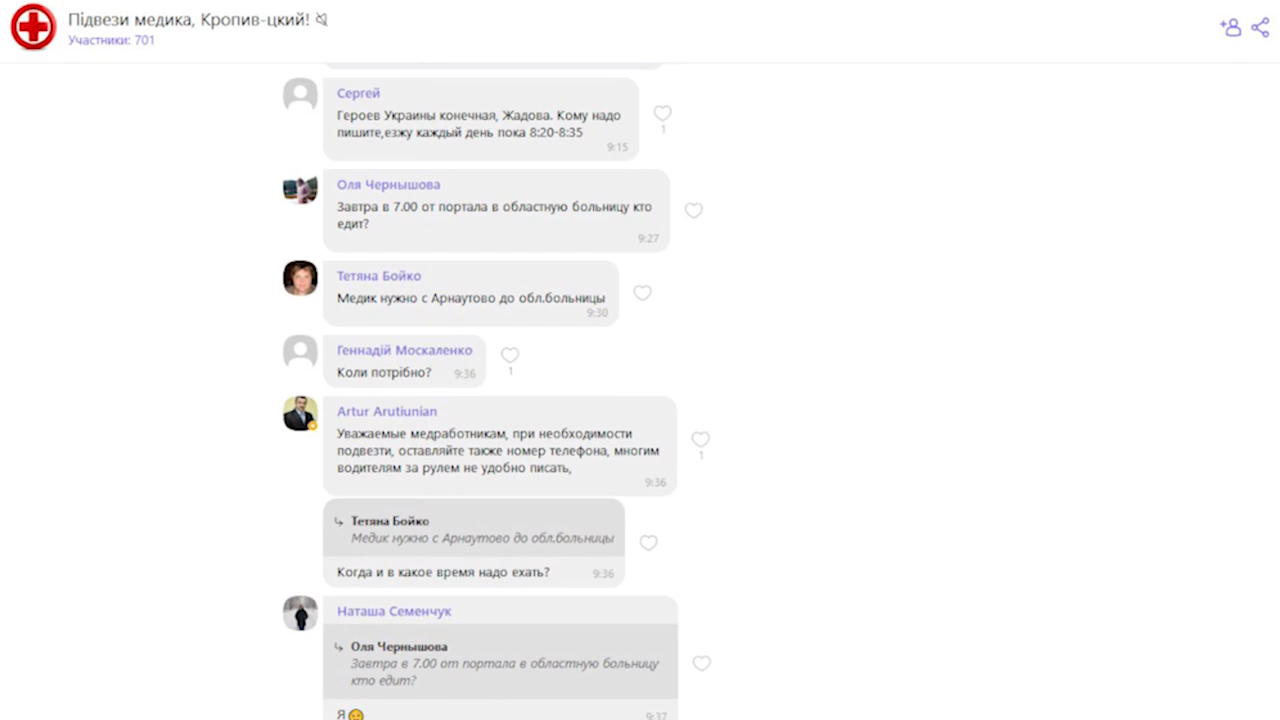 Підвези медика, Кропив-цкий!
Участники: 701
Сергей
Героев Украины конечная, Жадова. Кому надо
пишите,езжу каждый день пока 8:20-8:35
9:15
1
Оля Чернышова
Завтра в 7.00 от портала в областную больницу кто
едит?
9:27
Тетяна Бойко
Медик нужно с Арнаутово до обл.больницы
9:30
Геннадій Москаленко
Коли потрібно?
9:36
1
Artur Arutiunian
Уважаемые медработникам, при необходимости
подвезти, оставляйте также номер телефона, многим
водителям за рулем не удобно писать,
9:36
1
Тетяна Бойко
Медик нужно с Арнаутово до обл.больницы
Когда и в какое время надо ехать?
9:36
Наташа Семенчук
Оля Чернышова
Завтра в 7.00 от портала в областную больницу
кто едит?
Я
9:37